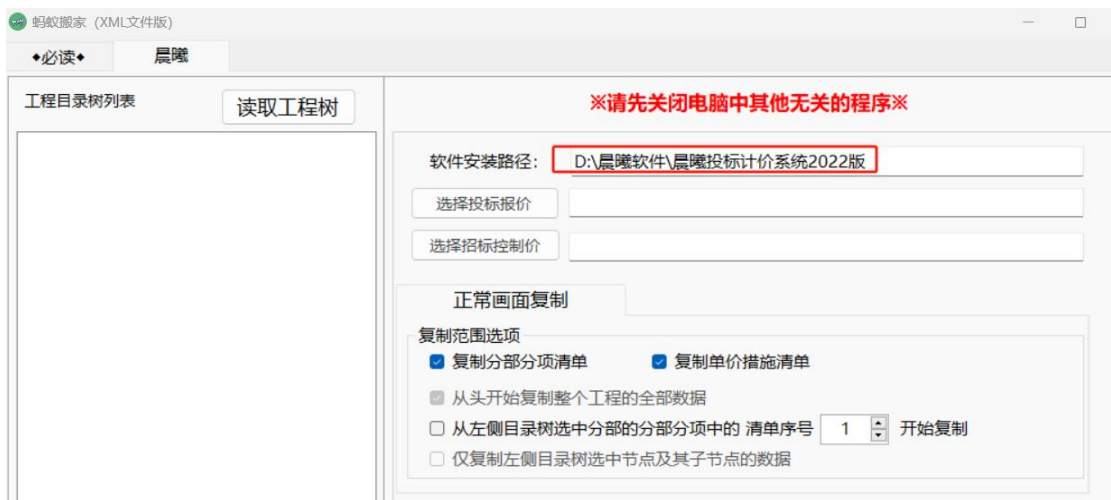 蚂蚁搬家 (XML文件版)
◆必读◆ 晨曦
工程目录树列表 读取工程树
※请先关闭电脑中其他无关的程序※
软件安装路径: D:\晨曦软件\晨曦投标计价系统2022版
选择投标报价
选择招标控制价
正常画面复制
复制范围选项
复制分部分项清单 复制单价措施清单
从头开始复制整个工程的全部数据
从左侧目录树选中分部的分部分项中的 清单序号 1 开始复制
仅复制左侧目录树选中节点及其子节点的数据